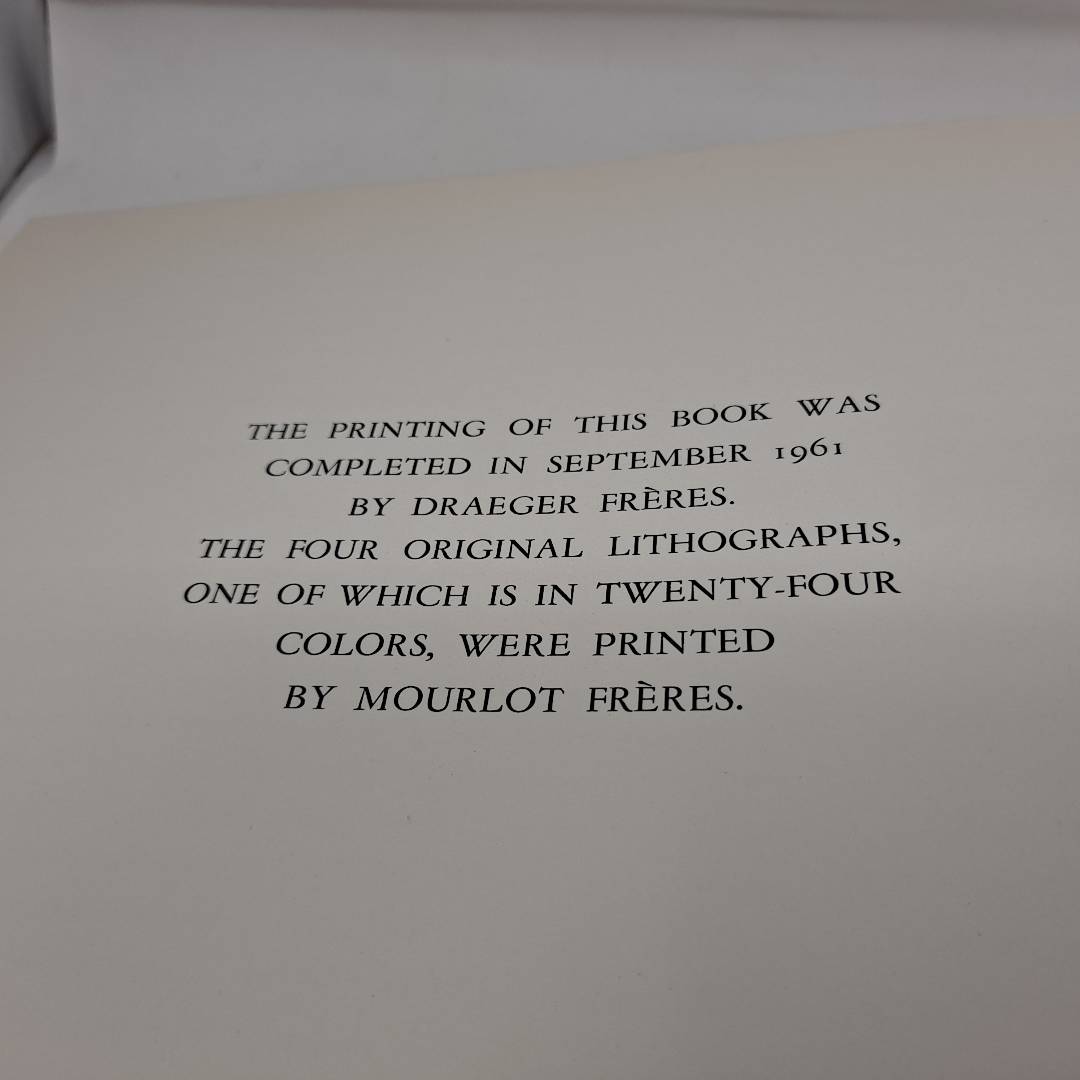 THE PRINTING OF THIS BOOK WAS
COMPLETED IN SEPTEMBER 1961
BY DRAEGER FRÈRES.
THE FOUR ORIGINAL LITHOGRAPHS,
ONE OF WHICH IS IN TWENTY-FOUR
COLORS, WERE PRINTED
BY MOURLOT FRÈRES.